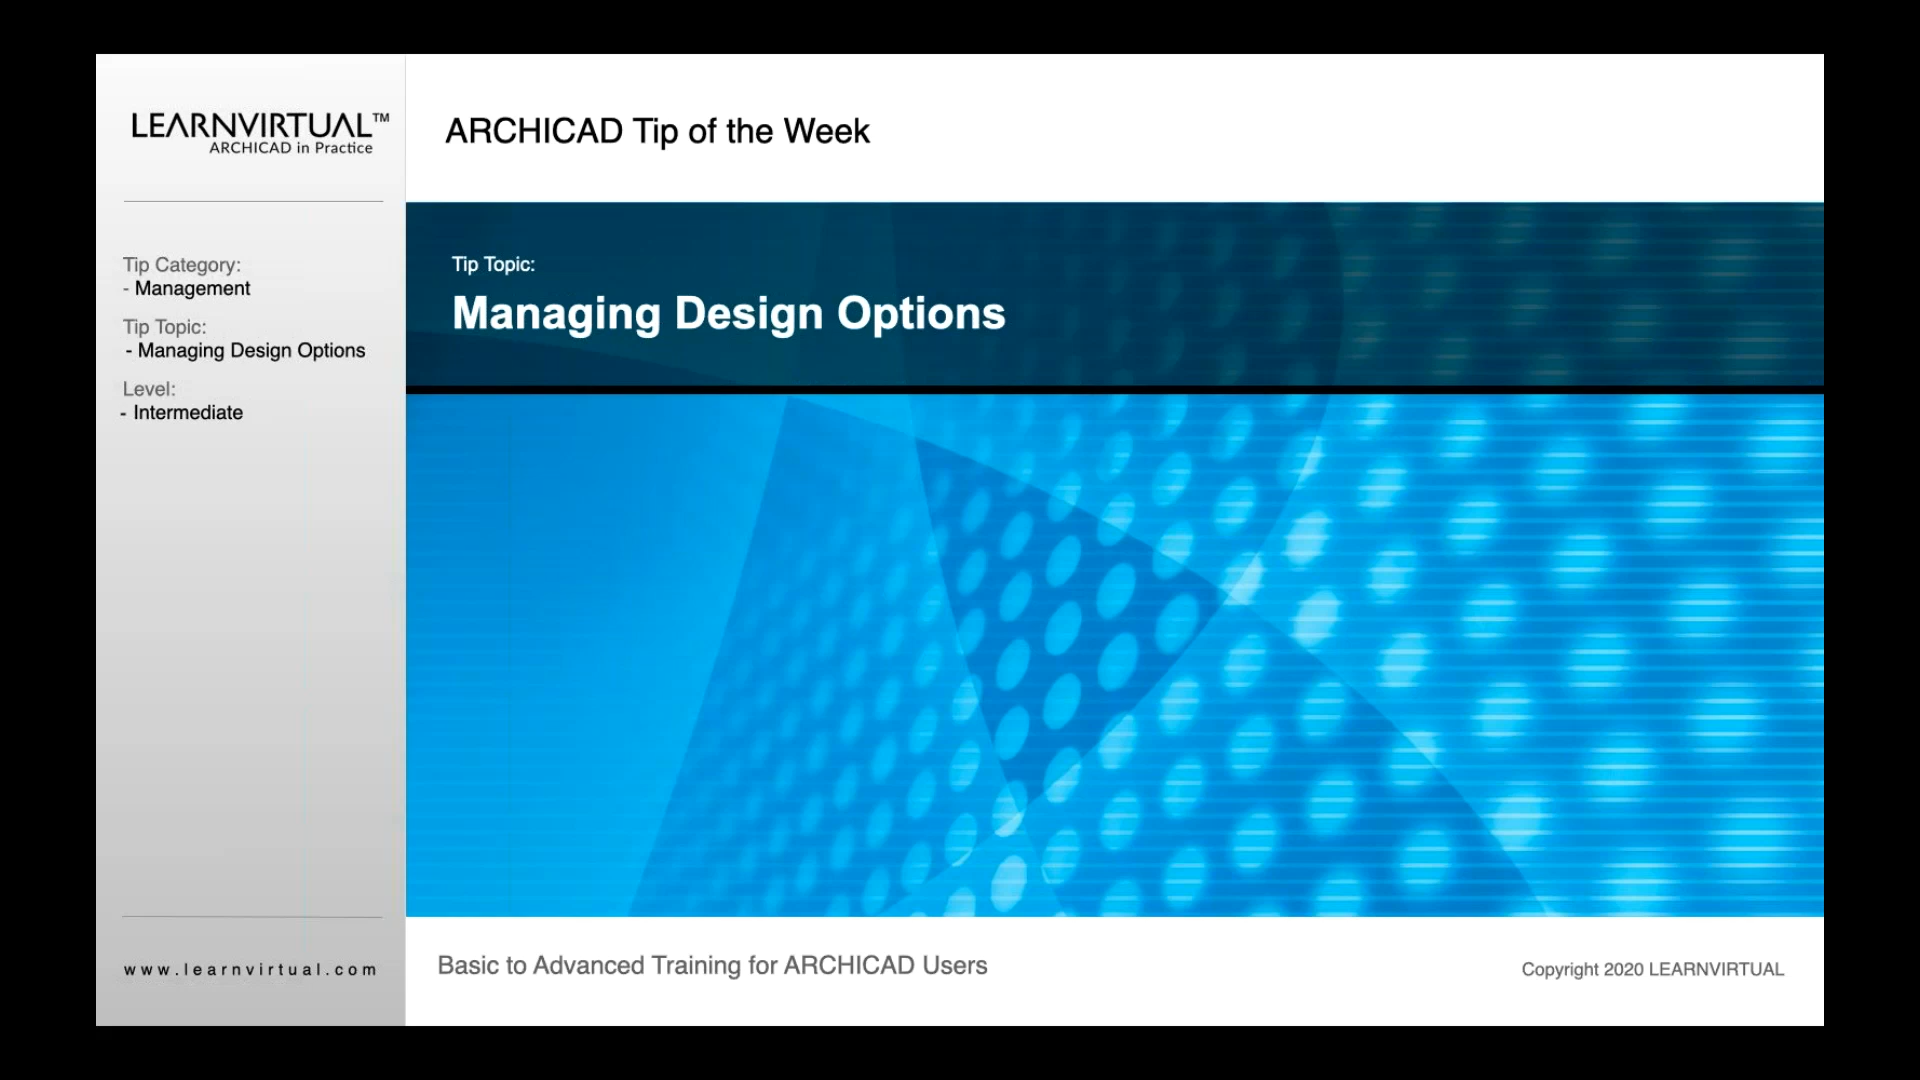 LEARNVIRTUAL™
ARCHICAD in Practice
ARCHICAD Tip of the Week
Tip Category:
- Management
Tip Topic:
- Managing Design Options
Level:
- Intermediate
Tip Topic:
Managing Design Options
www.learnvirtual.com
Basic to Advanced Training for ARCHICAD Users
Copyright 2020 LEARNVIRTUAL